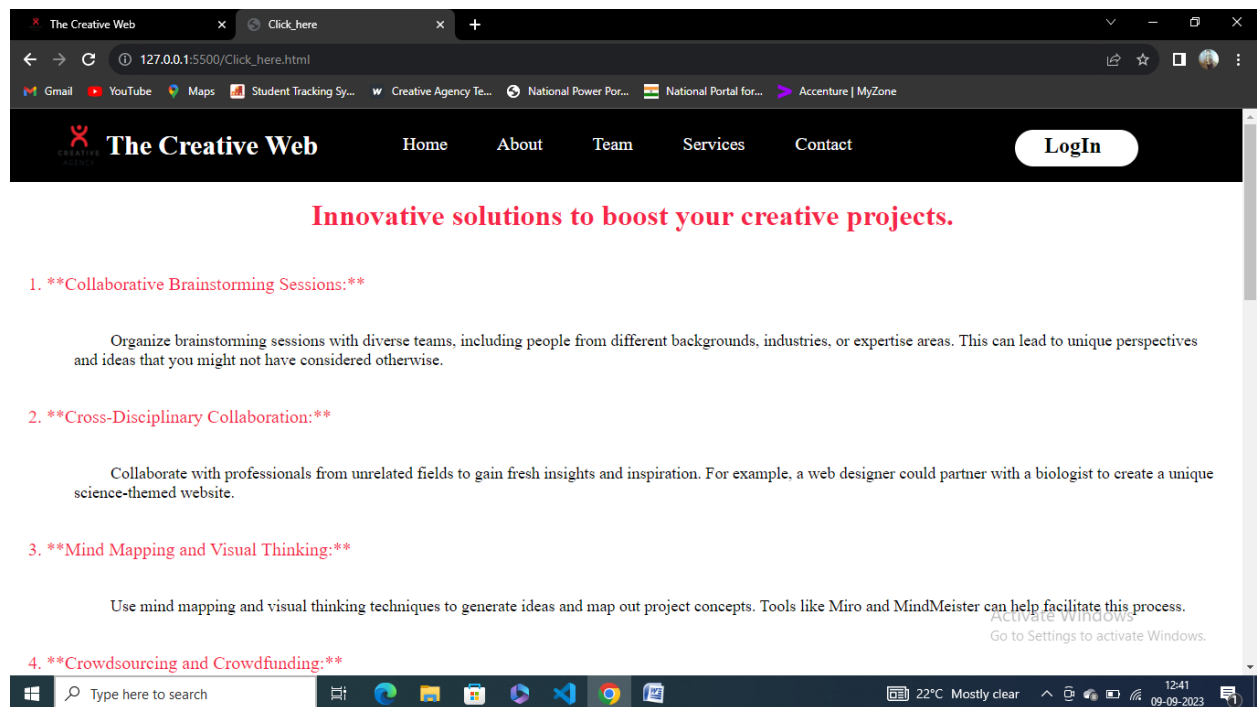 The Creative Web
Click_here
127.0.0.1:5500/Click_here.html
Gmail YouTube Maps Student Tracking Sy... Creative Agency Te... National Power Por... National Portal for... Accenture | MyZone
CREATIVE
AGENCY
The Creative Web Home About Team Services Contact LogIn
Innovative solutions to boost your creative projects.
1. **Collaborative Brainstorming Sessions:**
Organize brainstorming sessions with diverse teams, including people from different backgrounds, industries, or expertise areas. This can lead to unique perspectives
and ideas that you might not have considered otherwise.
2. **Cross-Disciplinary Collaboration:**
Collaborate with professionals from unrelated fields to gain fresh insights and inspiration. For example, a web designer could partner with a biologist to create a unique
science-themed website.
3. **Mind Mapping and Visual Thinking:**
Use mind mapping and visual thinking techniques to generate ideas and map out project concepts. Tools like Miro and MindMeister can help facilitate this process.
Activate Windows
Go to Settings to activate Windows.
4. **Crowdsourcing and Crowdfunding:**
Type here to search
22°C Mostly clear
12:41
09-09-2023
1